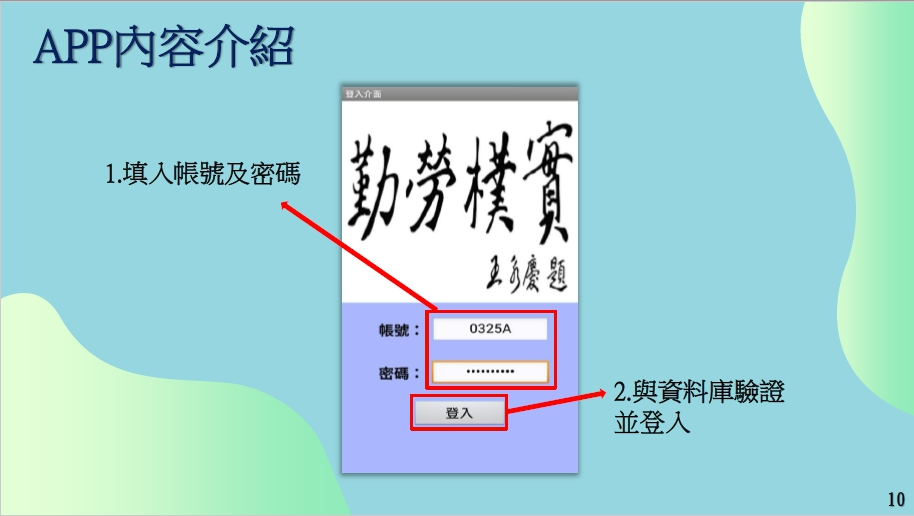 APP內容介紹
登入介面
1.填入帳號及密碼
勤勞樸實
王永慶題
帳號：
0325A
密碼：
••••••••••
登入
2.與資料庫驗證
並登入
10